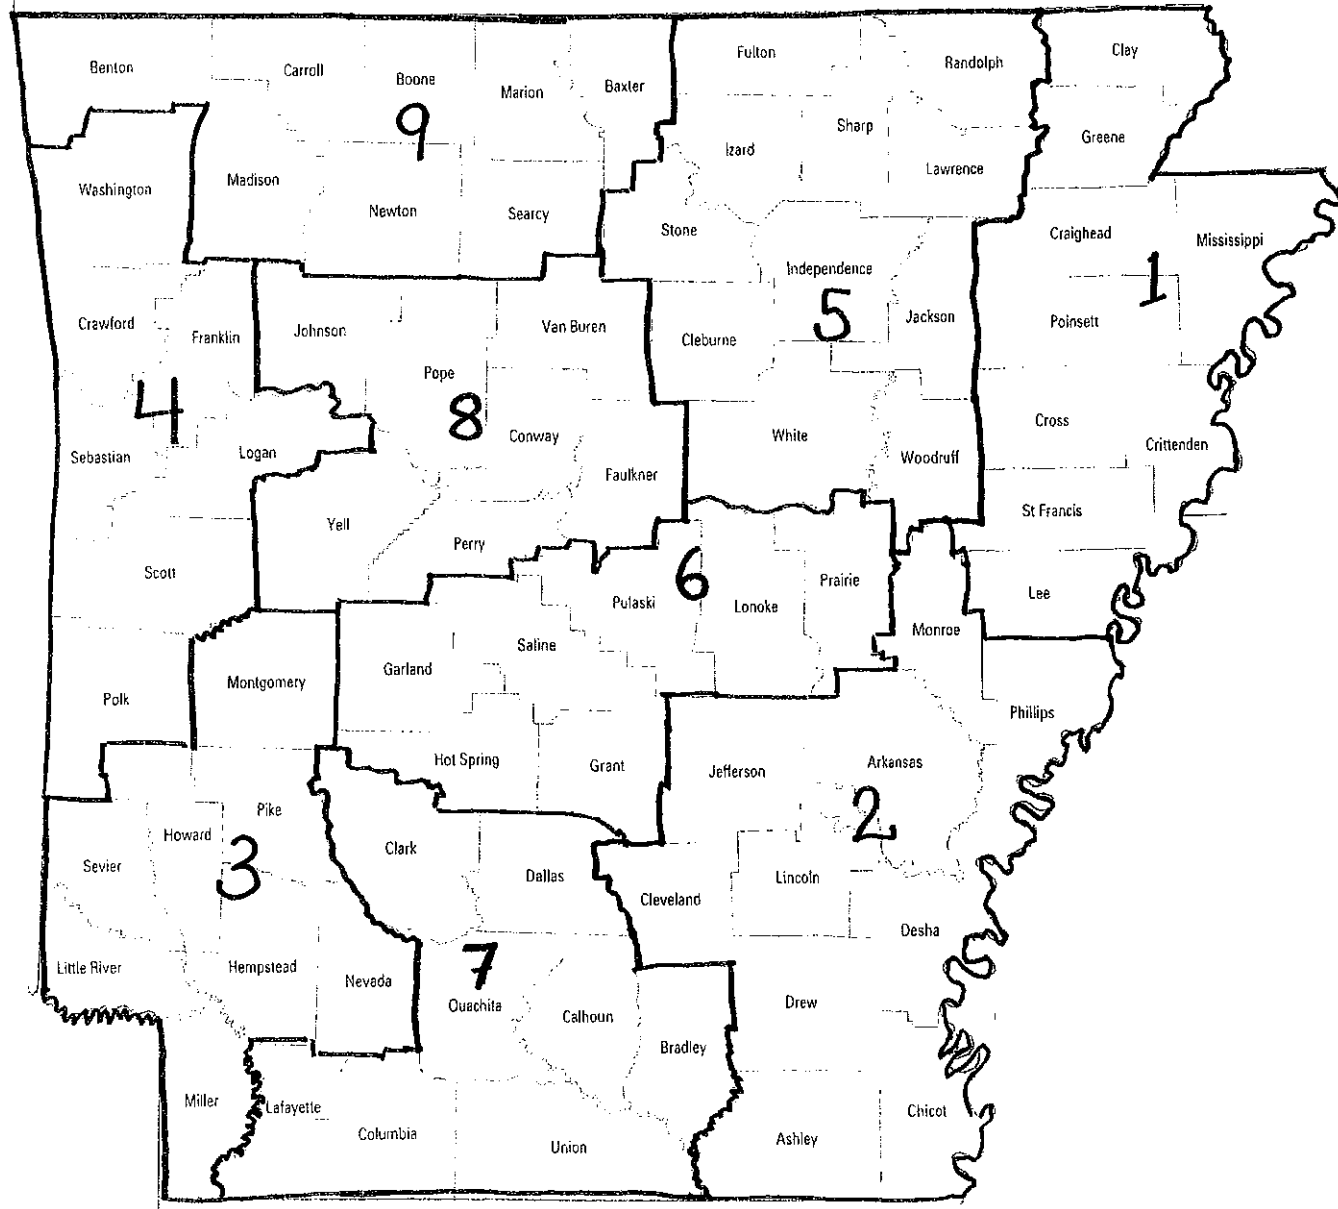 Benton
Carroll
Boone
Marion
Baxter
Fulton
Randolph
Clay
9
Sharp
Izard
Greene
Washington
Madison
Newton
Searcy
Lawrence
Stone
Craighead
Mississippi
Independence
1
Crawford
Franklin
Johnson
Van Buren
Cleburne
5
Jackson
Poinsett
Pope
4
8
Sebastian
Logan
Conway
White
Cross
Crittenden
Woodruff
Faulkner
Yell
St Francis
Perry
Scott
6
Pulaski
Lonoke
Prairie
Lee
Monroe
Saline
Garland
Montgomery
Polk
Phillips
Hot Spring
Grant
Jefferson
Arkansas
Pike
2
Howard
3
Sevier
Clark
Dallas
Lincoln
Cleveland
Desha
Little River
Hempstead
Nevada
7
Ouachita
Calhoun
Drew
Bradley
Miller
Lafayette
Columbia
Union
Ashley
Chicot